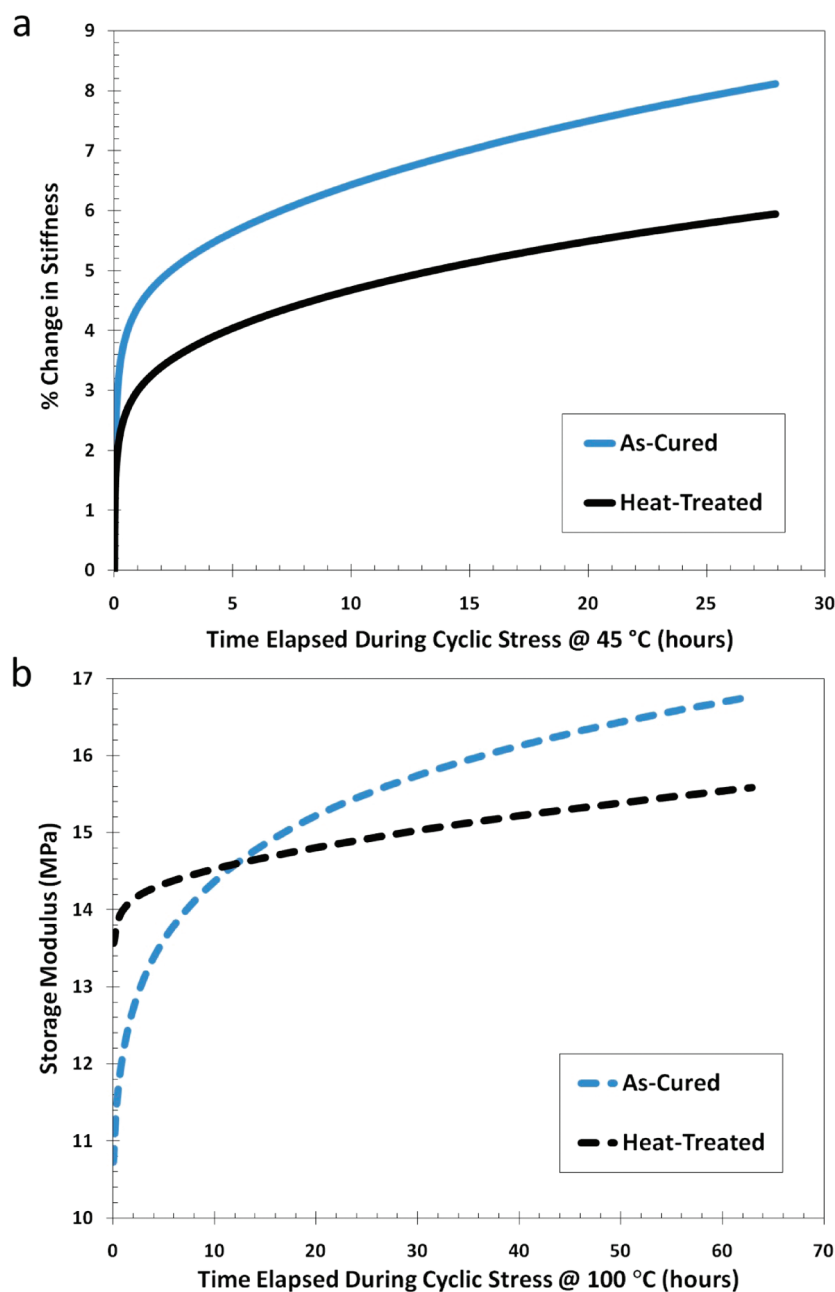 a
% Change in Stiffness
9
8
7
6
5
4
3
2
1
0
As-Cured
Heat-Treated
0 5 10 15 20 25 30
Time Elapsed During Cyclic Stress @ 45 °C (hours)
b
Storage Modulus (MPa)
17
16
15
14
13
12
11
10
As-Cured
Heat-Treated
0 10 20 30 40 50 60 70
Time Elapsed During Cyclic Stress @ 100 °C (hours)